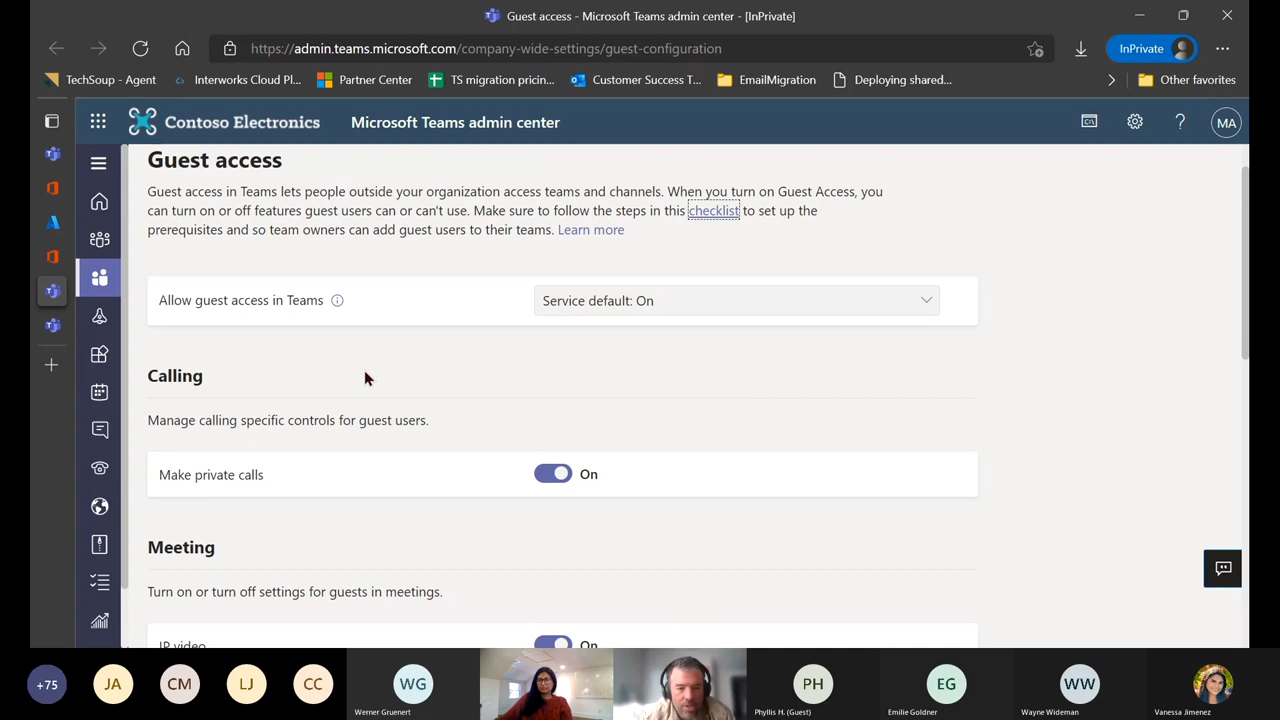 Guest access - Microsoft Teams admin center - [InPrivate]
https://admin.teams.microsoft.com/company-wide-settings/guest-configuration
InPrivate
TechSoup - Agent
Interworks Cloud Pl...
Partner Center
TS migration pricin...
Customer Success T...
EmailMigration
Deploying shared...
Other favorites
Contoso Electronics
Microsoft Teams admin center
MA
Guest access
Guest access in Teams lets people outside your organization access teams and channels. When you turn on Guest Access, you
can turn on or off features guest users can or can't use. Make sure to follow the steps in this checklist to set up the
prerequisites and so team owners can add guest users to their teams. Learn more
Allow guest access in Teams
Service default: On
Calling
Manage calling specific controls for guest users.
Make private calls
On
Meeting
Turn on or turn off settings for guests in meetings.
IP video
On
+75
JA
CM
LJ
CC
WG
Werner Gruenert
PH
Phyllis H. (Guest)
EG
Emilie Goldner
WW
Wayne Wideman
Vanessa Jimenez